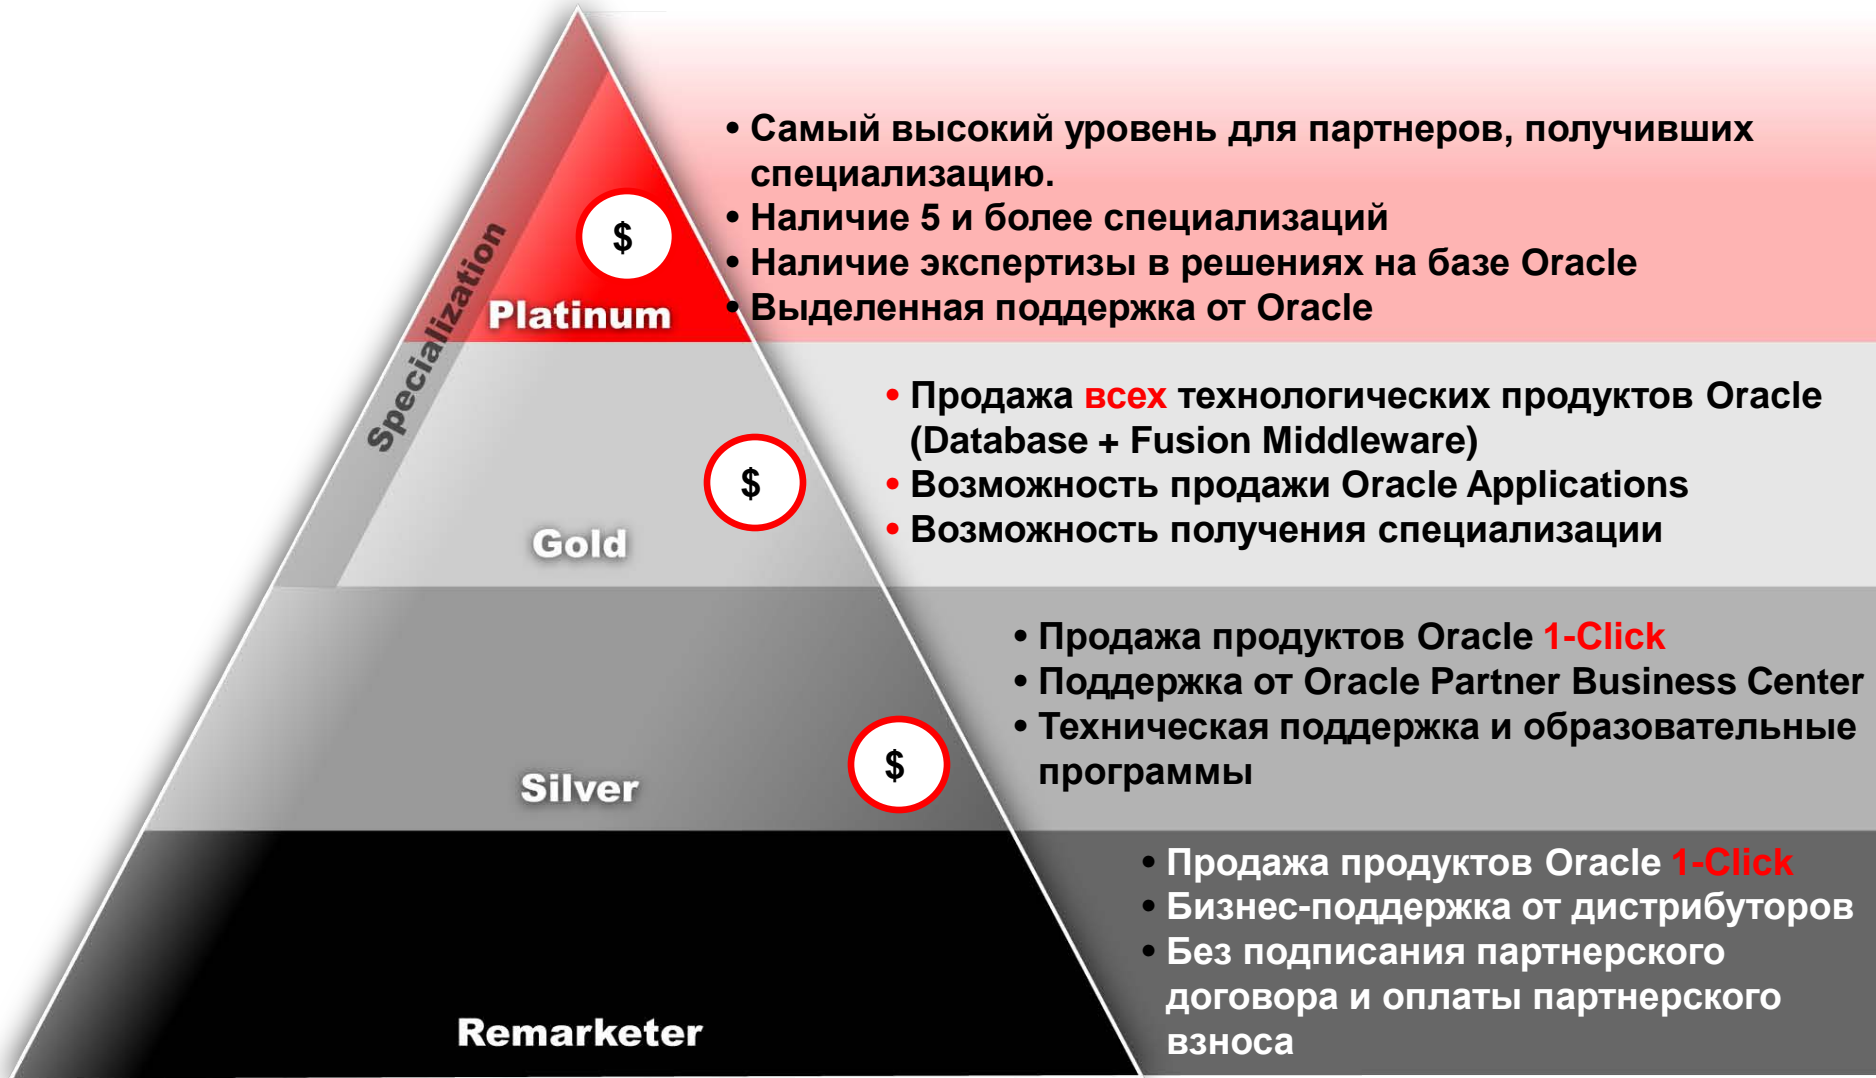 • Самый высокий уровень для партнеров, получивших
специализацию.
• Наличие 5 и более специализаций
• Наличие экспертизы в решениях на базе Oracle
• Выделенная поддержка от Oracle
$
Platinum
Specialization
• Продажа всех технологических продуктов Oracle
(Database + Fusion Middleware)
• Возможность продажи Oracle Applications
• Возможность получения специализации
$
Gold
• Продажа продуктов Oracle 1-Click
• Поддержка от Oracle Partner Business Center
• Техническая поддержка и образовательные
программы
$
Silver
• Продажа продуктов Oracle 1-Click
• Бизнес-поддержка от дистрибуторов
• Без подписания партнерского
договора и оплаты партнерского
взноса
Remarketer